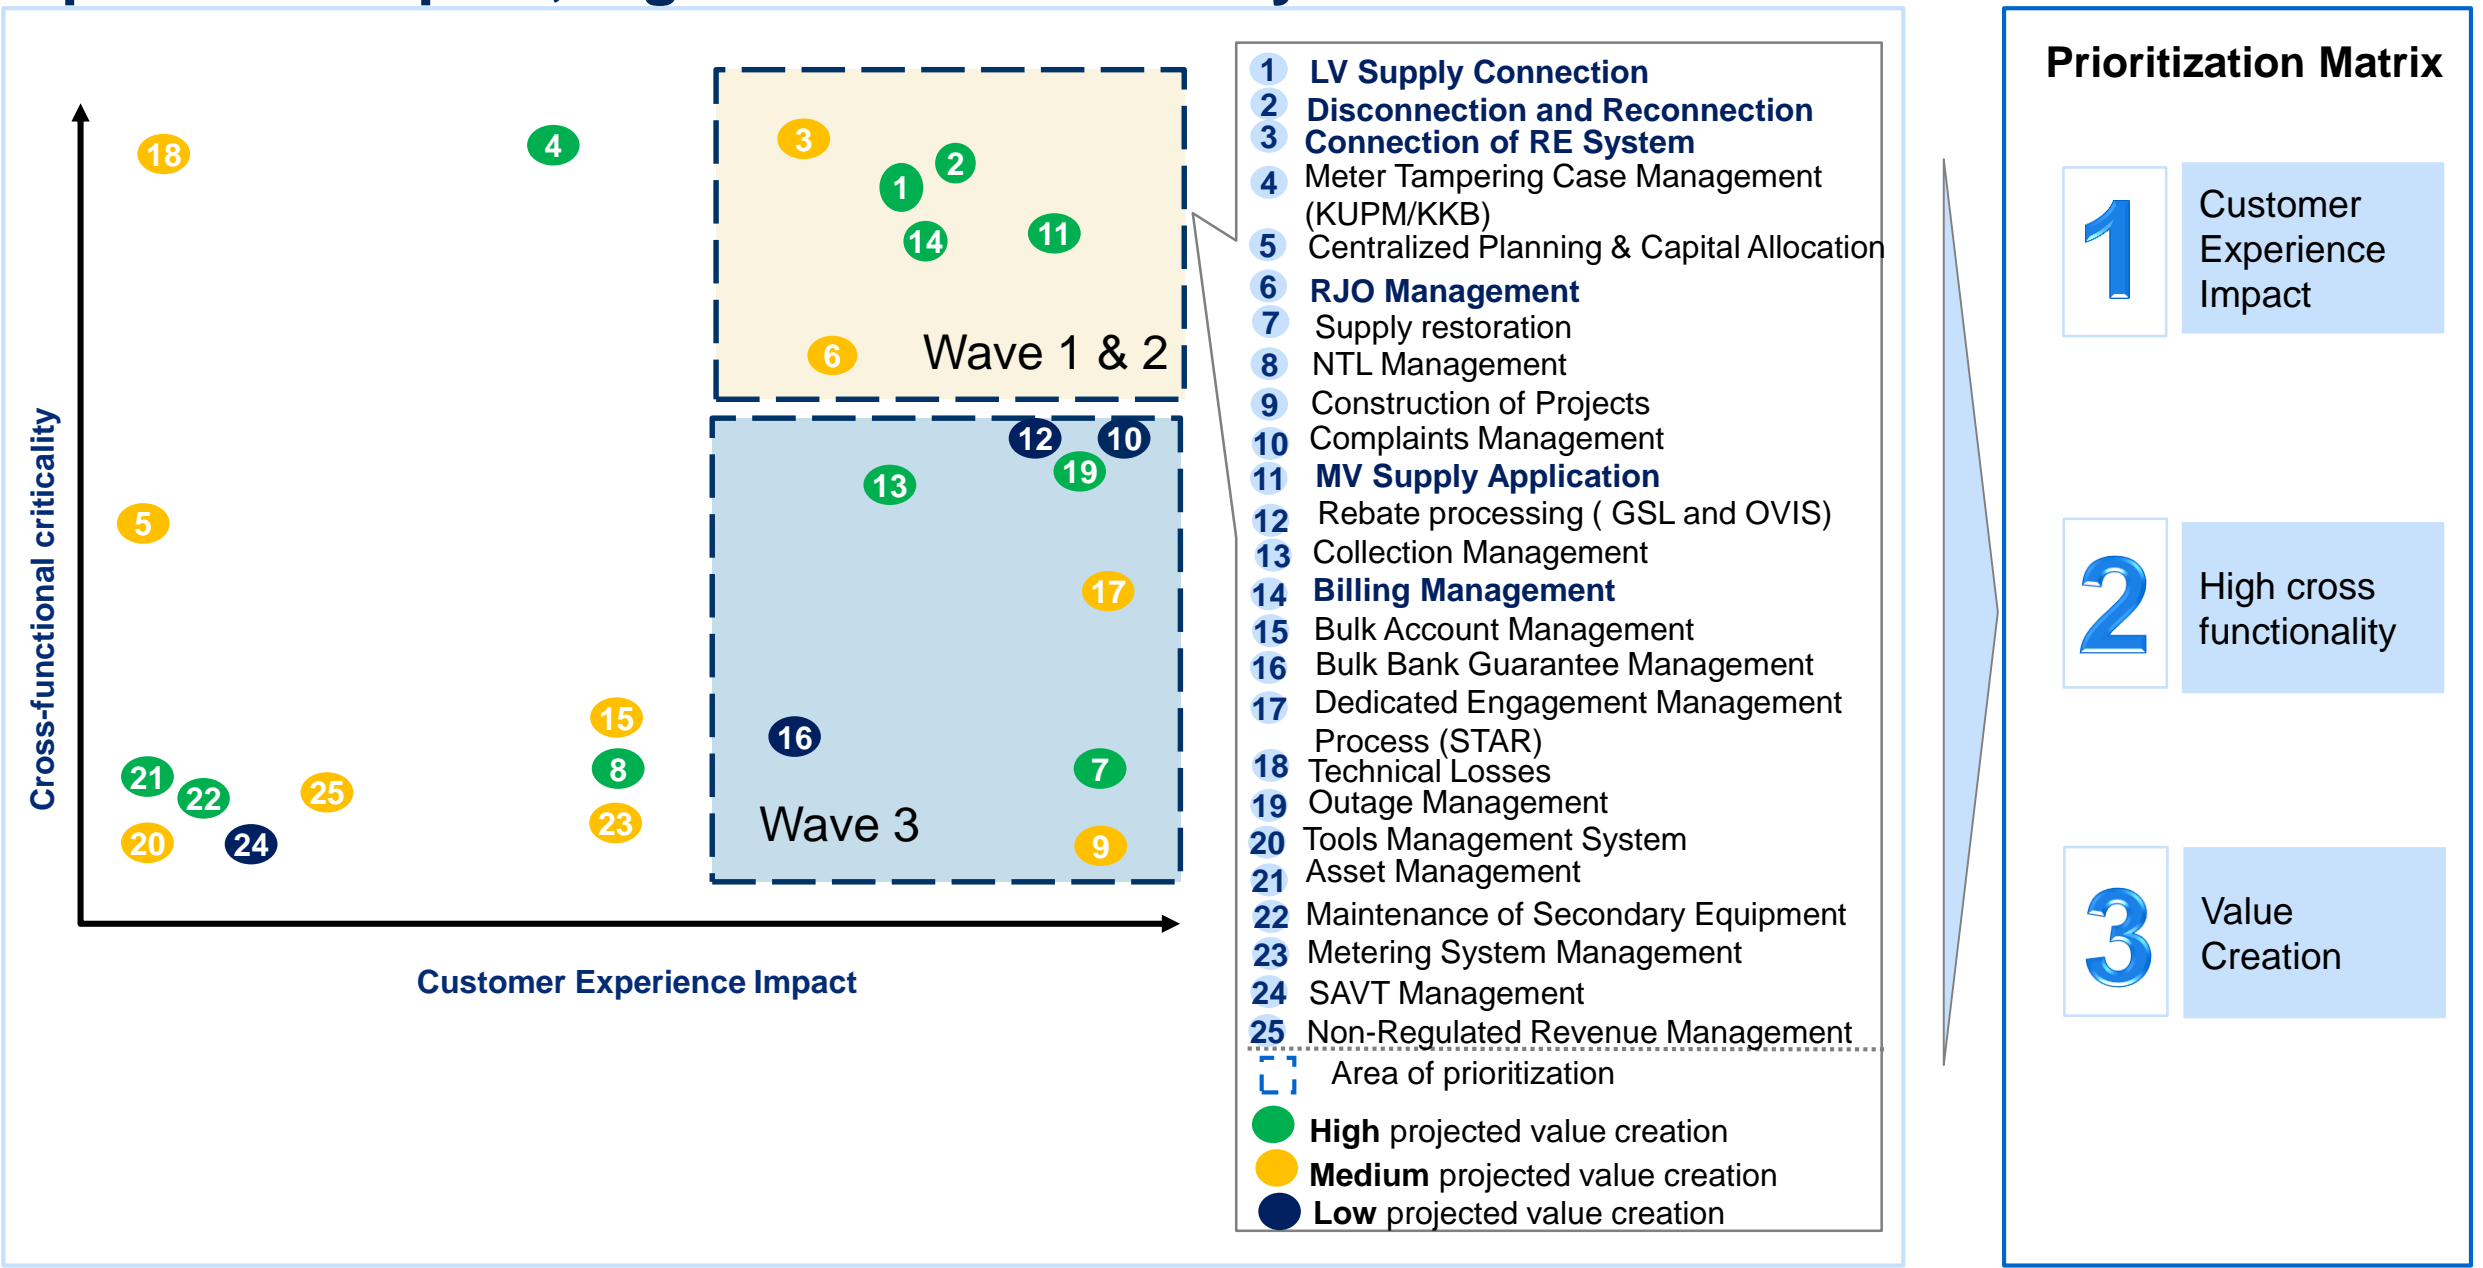 18
4
3
2
1
14
11
6
Wave 1 & 2
12
10
19
13
5
17
15
16
21
22
25
8
7
20
24
23
Wave 3
9
Cross-functional criticality
Customer Experience Impact
1 LV Supply Connection
2 Disconnection and Reconnection
3 Connection of RE System
4 Meter Tampering Case Management
(KUPM/KKB)
5 Centralized Planning & Capital Allocation
6 RJO Management
7 Supply restoration
8 NTL Management
9 Construction of Projects
10 Complaints Management
11 MV Supply Application
12 Rebate processing ( GSL and OVIS)
13 Collection Management
14 Billing Management
15 Bulk Account Management
16 Bulk Bank Guarantee Management
17 Dedicated Engagement Management
Process (STAR)
18 Technical Losses
19 Outage Management
20 Tools Management System
21 Asset Management
22 Maintenance of Secondary Equipment
23 Metering System Management
24 SAVT Management
25 Non-Regulated Revenue Management
Area of prioritization
High projected value creation
Medium projected value creation
Low projected value creation
Prioritization Matrix
1
Customer
Experience
Impact
2
High cross
functionality
3
Value
Creation